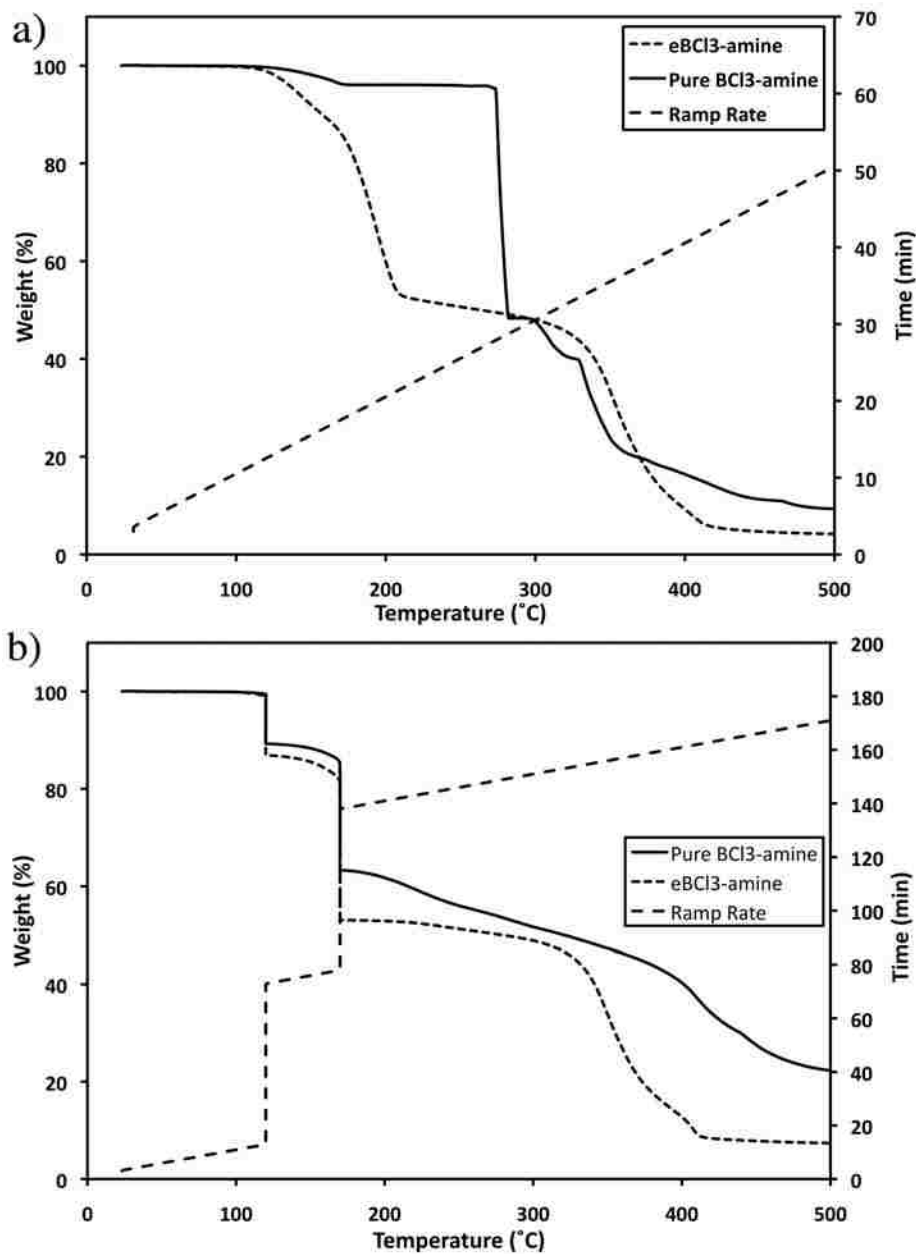 a)
eBCl3-amine
Pure BCl3-amine
Ramp Rate
Weight (%)
100
80
60
40
20
0
Time (min)
70
60
50
40
30
20
10
0
0 100 200 300 400 500
Temperature (˚C)
b)
Pure BCl3-amine
eBCl3-amine
Ramp Rate
Weight (%)
100
80
60
40
20
0
Time (min)
200
180
160
140
120
100
80
60
40
20
0
0 100 200 300 400 500
Temperature (˚C)